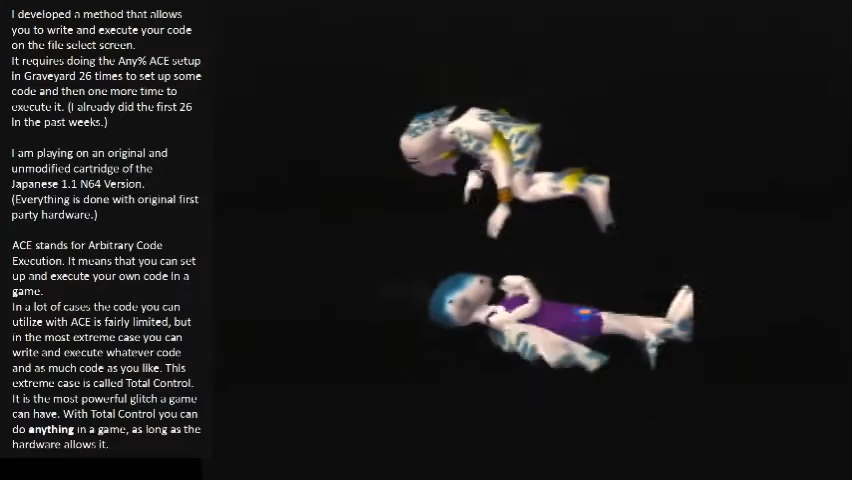 I developed a method that allows
you to write and execute your code
on the file select screen.
It requires doing the Any% ACE setup
in Graveyard 26 times to set up some
code and then one more time to
execute it. (I already did the first 26
in the past weeks.)
I am playing on an original and
unmodified cartridge of the
Japanese 1.1 N64 Version.
(Everything is done with original first
party hardware.)
ACE stands for Arbitrary Code
Execution. It means that you can set
up and execute your own code in a
game.
In a lot of cases the code you can
utilize with ACE is fairly limited, but
in the most extreme case you can
write and execute whatever code
and as much code as you like. This
extreme case is called Total Control.
It is the most powerful glitch a game
can have. With Total Control you can
do anything in a game, as long as the
hardware allows it.